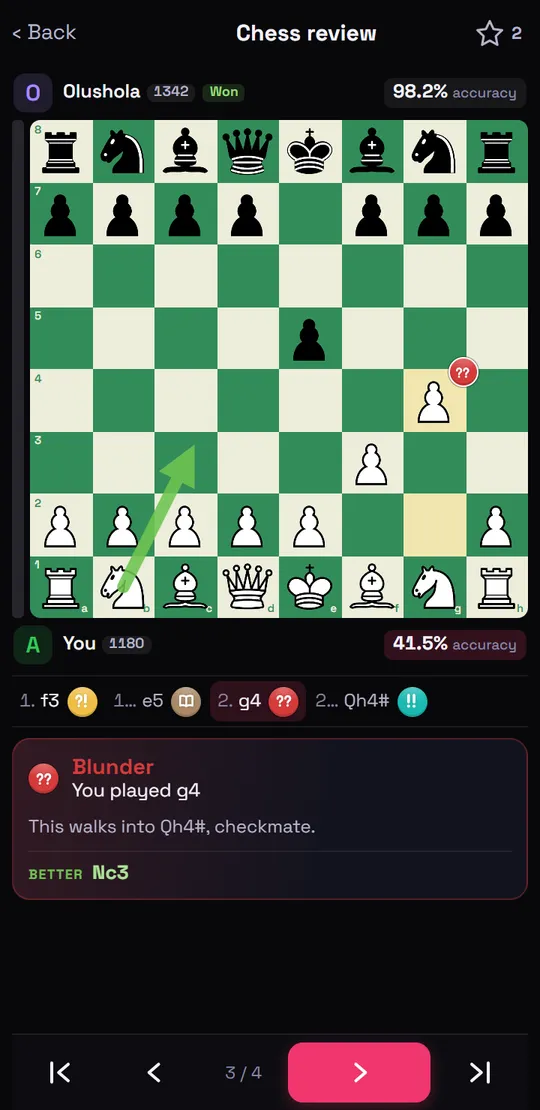 < Back
Chess review
2
O
Olushola 1342 Won
98.2% accuracy
8
7
6
5
4
??
3
2
1
a b c d e f g h
A
You 1180
41.5% accuracy
1. f3 ?! 1... e5 2. g4 ?? 2... Qh4# !!
??
Blunder
You played g4
This walks into Qh4#, checkmate.
BETTER Nc3
3 / 4